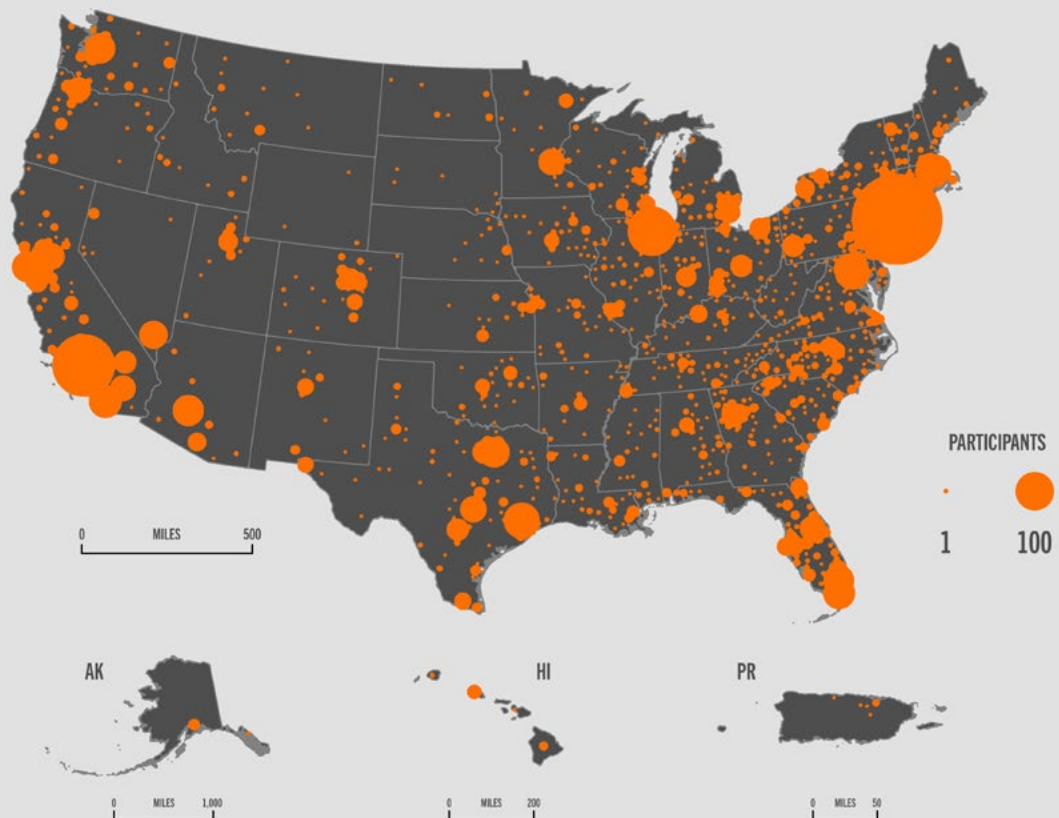 PARTICIPANTS
1 100
0 MILES 500
AK
HI
PR
0 MILES 1,000
0 MILES 200
0 MILES 50